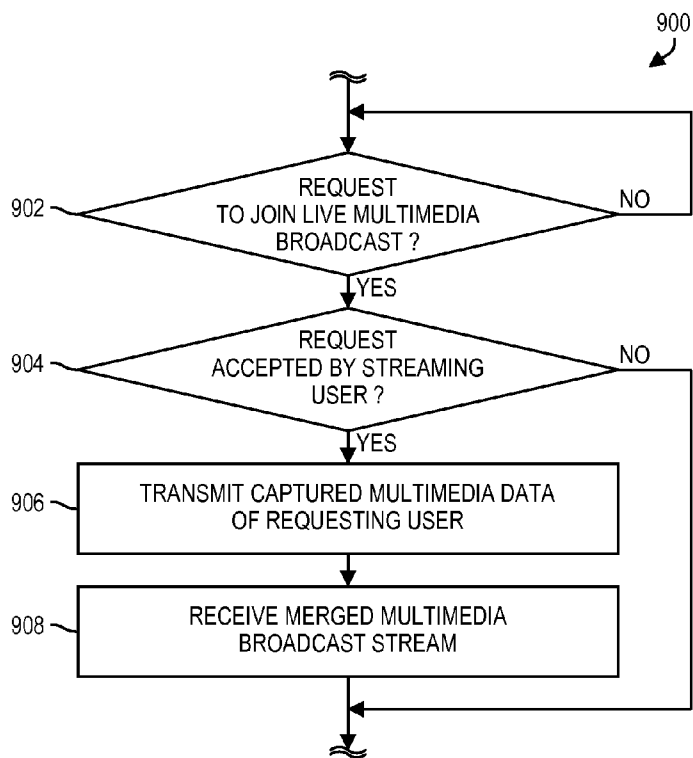 900
REQUEST
TO JOIN LIVE MULTIMEDIA
BROADCAST ?
902
NO
YES
REQUEST
ACCEPTED BY STREAMING
USER ?
904
NO
YES
TRANSMIT CAPTURED MULTIMEDIA DATA
OF REQUESTING USER
906
RECEIVE MERGED MULTIMEDIA
BROADCAST STREAM
908